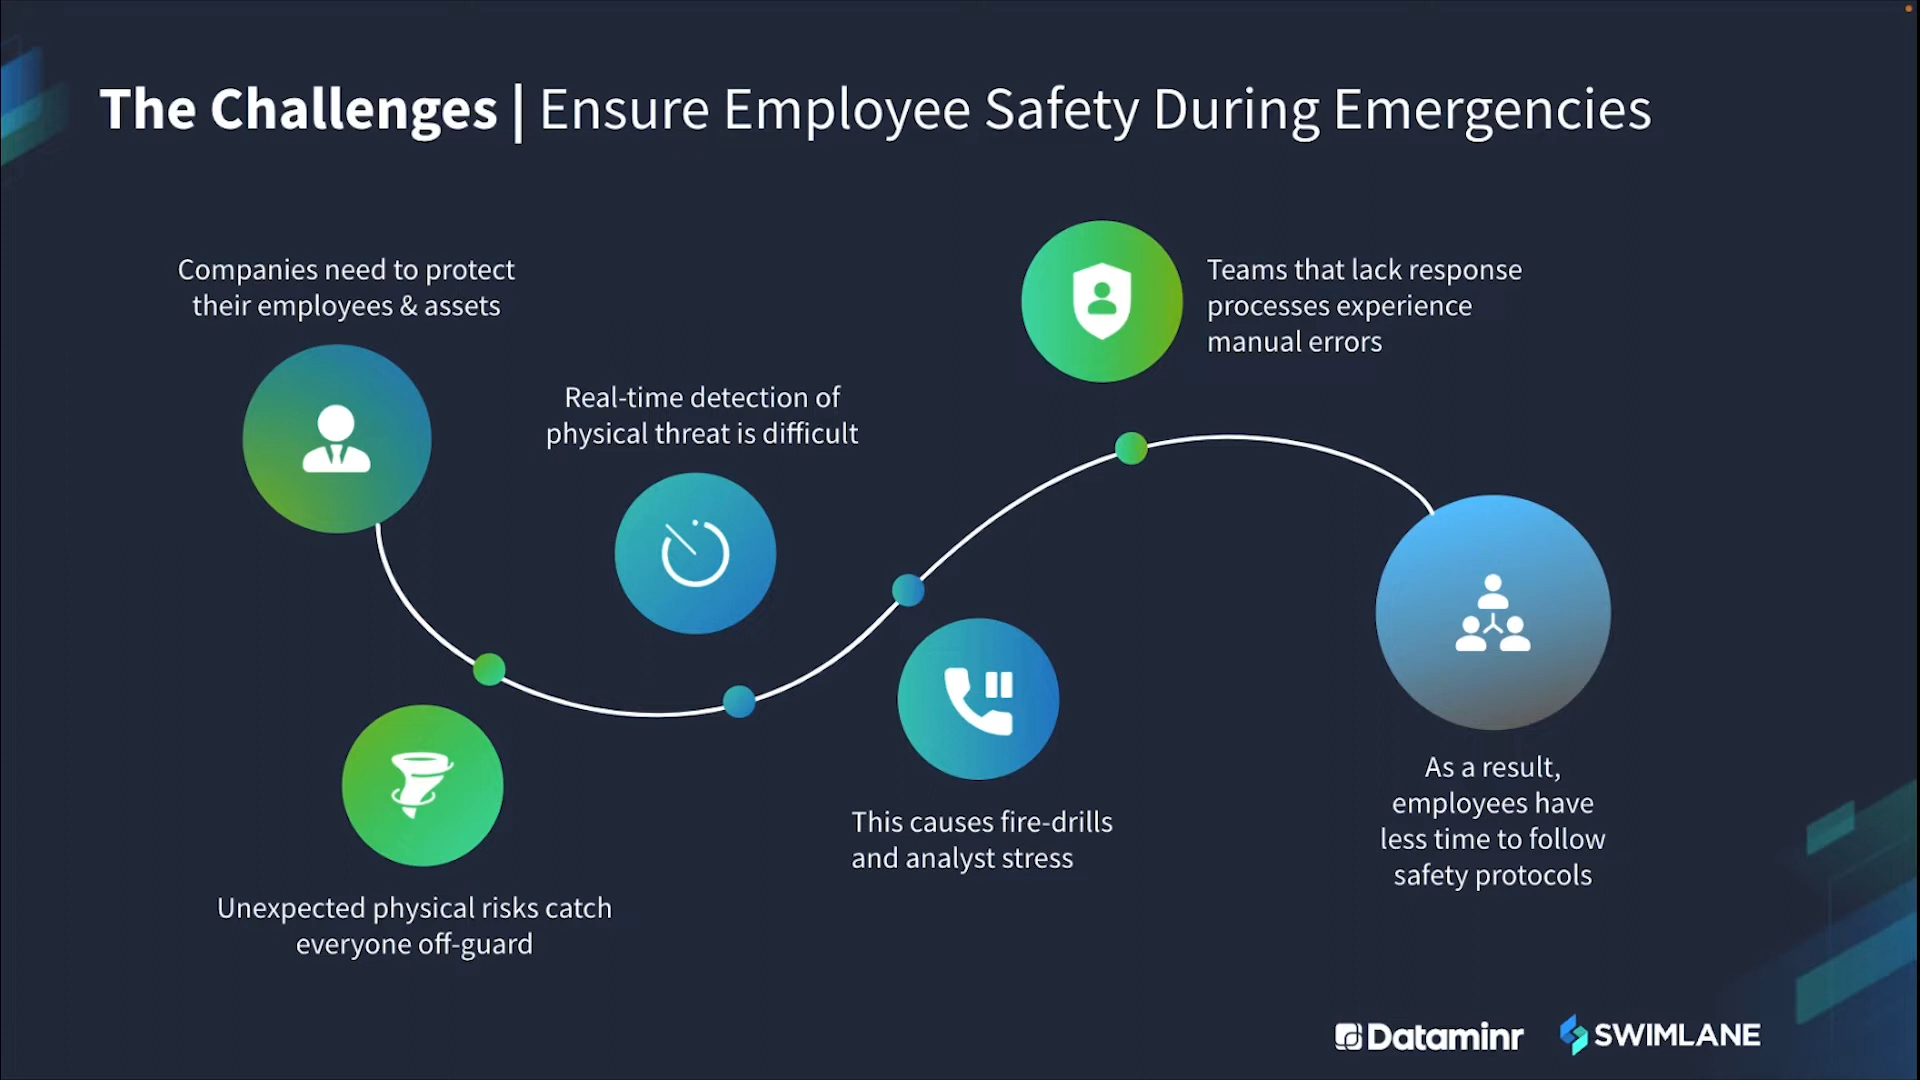 The Challenges | Ensure Employee Safety During Emergencies
Companies need to protect
their employees & assets
Unexpected physical risks catch
everyone off-guard
Real-time detection of
physical threat is difficult
This causes fire-drills
and analyst stress
Teams that lack response
processes experience
manual errors
As a result,
employees have
less time to follow
safety protocols
Dataminr
SWIMLANE